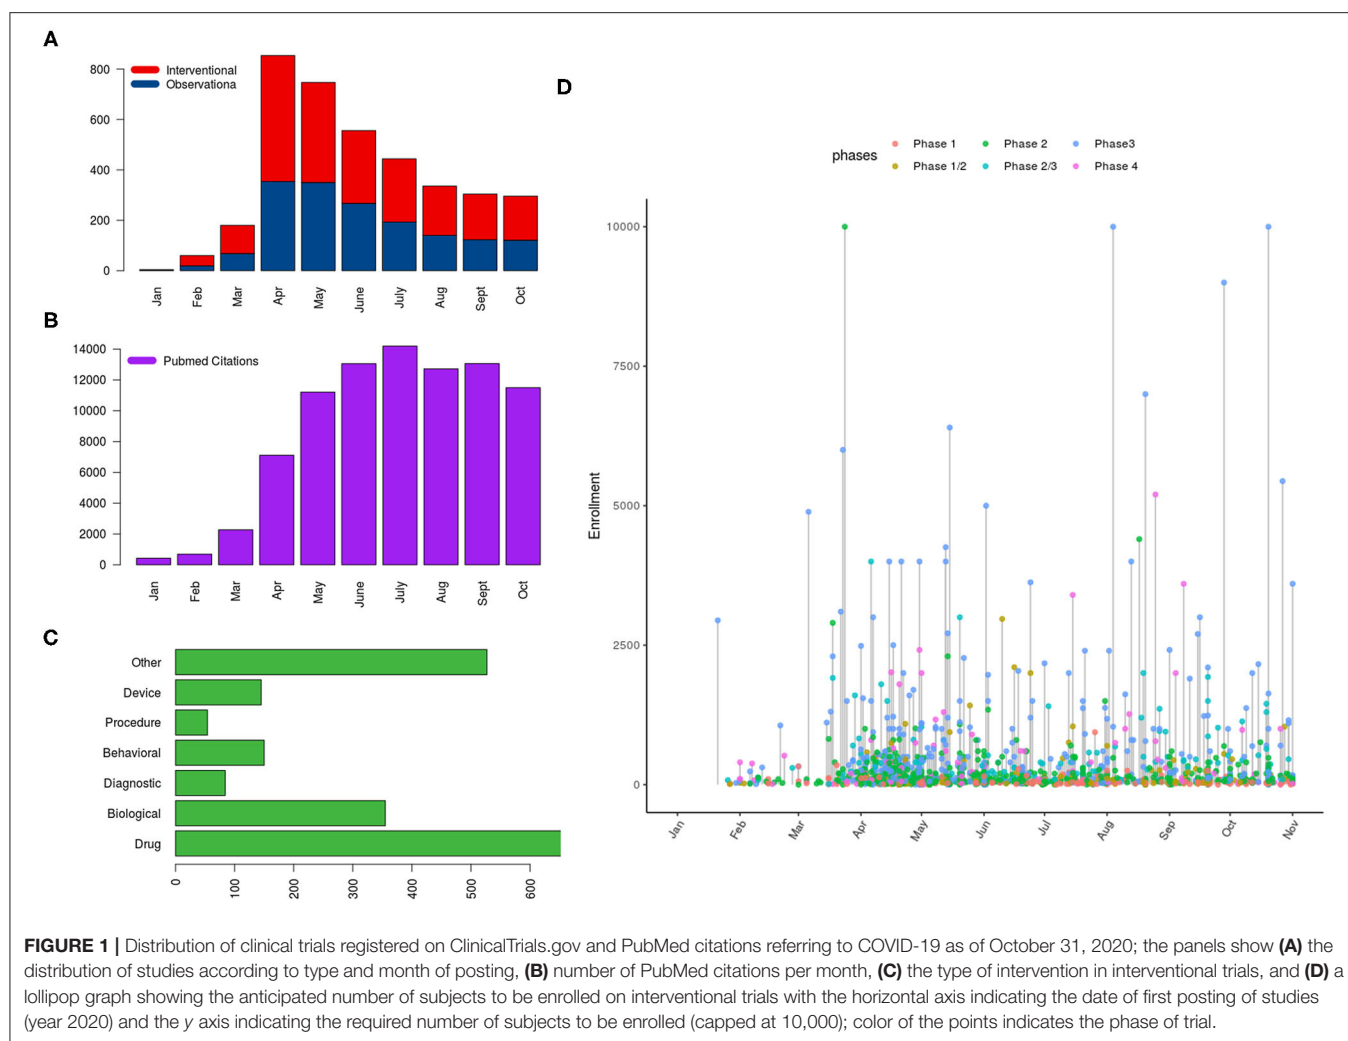 A
800
600
400
200
0
Interventional
Observationa
Jan
Feb
Mar
Apr
May
June
July
Aug
Sept
Oct
B
14000
12000
10000
8000
6000
4000
2000
0
Pubmed Citations
Jan
Feb
Mar
Apr
May
June
July
Aug
Sept
Oct
C
Other
Device
Procedure
Behavioral
Diagnostic
Biological
Drug
0
100
200
300
400
500
600
D
phases
Phase 1
Phase 2
Phase3
Phase 1/2
Phase 2/3
Phase 4
Enrollment
10000
7500
5000
2500
0
Jan
Feb
Mar
Apr
May
Jun
Jul
Aug
Sep
Oct
Nov
FIGURE 1 | Distribution of clinical trials registered on ClinicalTrials.gov and PubMed citations referring to COVID-19 as of October 31, 2020; the panels show (A) the
distribution of studies according to type and month of posting, (B) number of PubMed citations per month, (C) the type of intervention in interventional trials, and (D) a
lollipop graph showing the anticipated number of subjects to be enrolled on interventional trials with the horizontal axis indicating the date of first posting of studies
(year 2020) and the y axis indicating the required number of subjects to be enrolled (capped at 10,000); color of the points indicates the phase of trial.